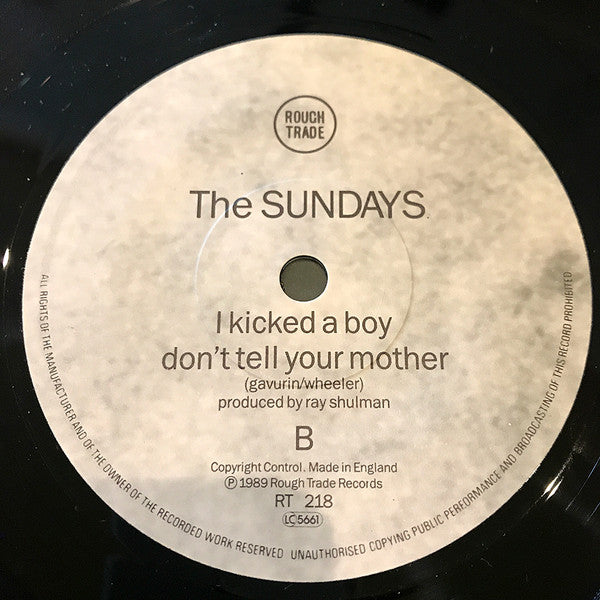 ROUGH
TRADE
The SUNDAYS
I kicked a boy
don't tell your mother
(gavurin/wheeler)
produced by ray shulman
B
Copyright Control. Made in England
℗ 1989 Rough Trade Records
RT 218
LC 5661
ALL RIGHTS OF THE MANUFACTURER AND OF THE OWNER OF THE RECORDED WORK RESERVED UNAUTHORISED COPYING PUBLIC PERFORMANCE AND BROADCASTING OF THIS RECORD PROHIBITED